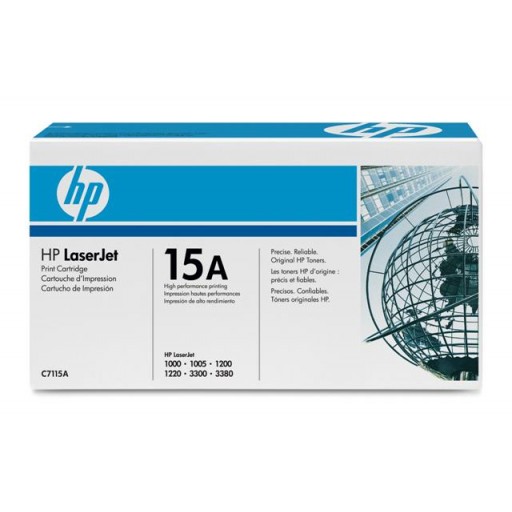 hp
hp
HP LaserJet
Print Cartridge
Cartouche d'Impression
Cartucho de Impresión
C7115A
15A
High performance printing
Impression hautes performances
Impresión de alto rendimiento
HP LaserJet
1000 • 1005 • 1200
1220 • 3300 • 3380
Precise. Reliable.
Original HP Toners.
Les toners HP d'origine :
précis et fiables.
Precisos. Confiables.
Tóners originales HP.